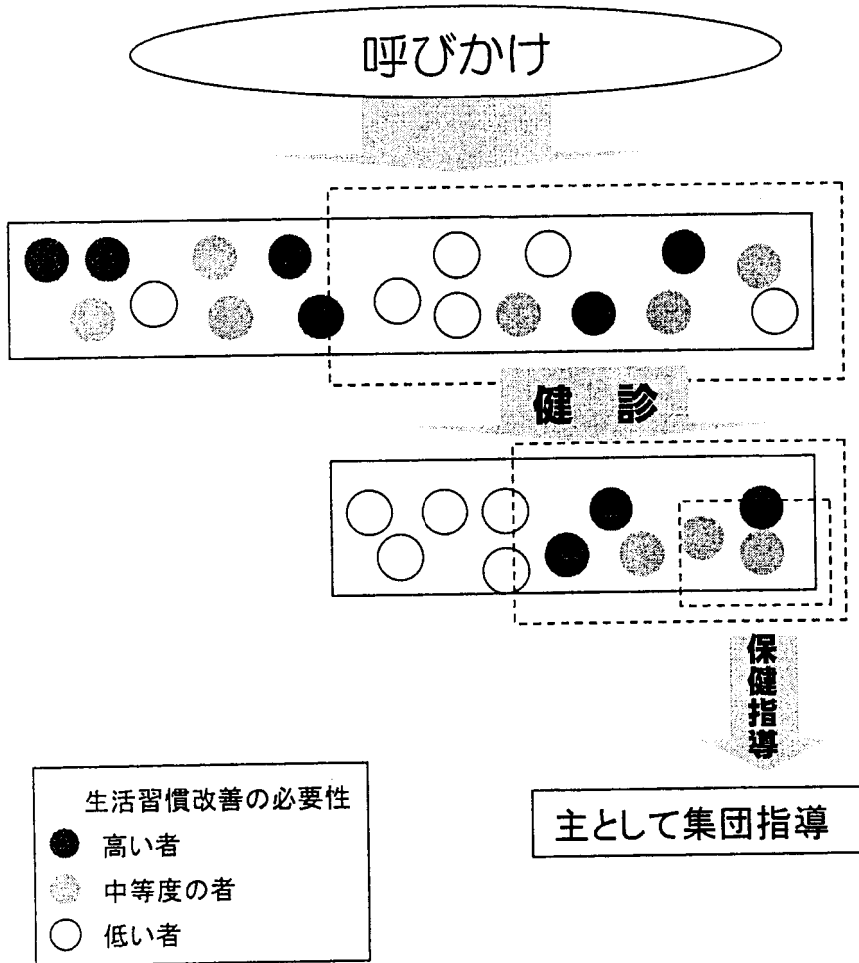 呼びかけ
健 診
保健指導
主として集団指導
生活習慣改善の必要性
高い者
中等度の者
低い者